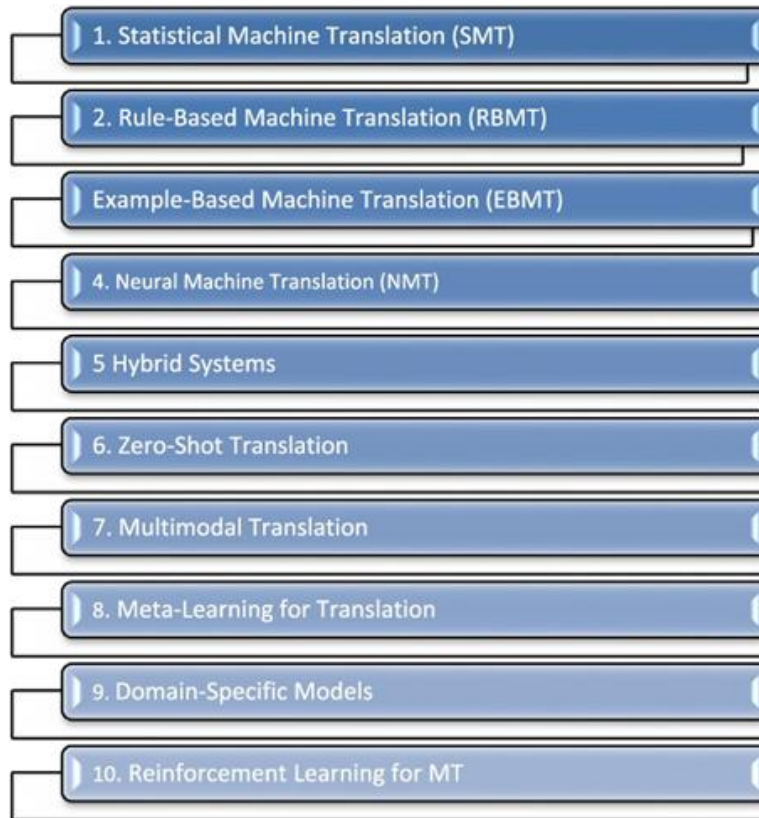 1. Statistical Machine Translation (SMT)
2. Rule-Based Machine Translation (RBMT)
Example-Based Machine Translation (EBMT)
4. Neural Machine Translation (NMT)
5 Hybrid Systems
6. Zero-Shot Translation
7. Multimodal Translation
8. Meta-Learning for Translation
9. Domain-Specific Models
10. Reinforcement Learning for MT